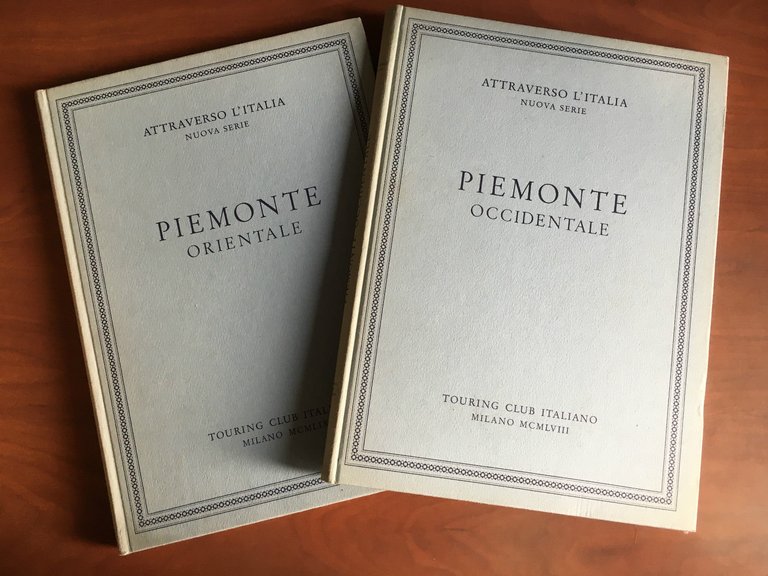 ATTRAVERSO L'ITALIA
NUOVA SERIE
PIEMONTE
ORIENTALE
TOURING CLUB
MILANO
ATTRAVERSO L'ITALIA
NUOVA SERIE
PIEMONTE
OCCIDENTALE
TOURING CLUB ITALIANO
MILANO MCMLVIII